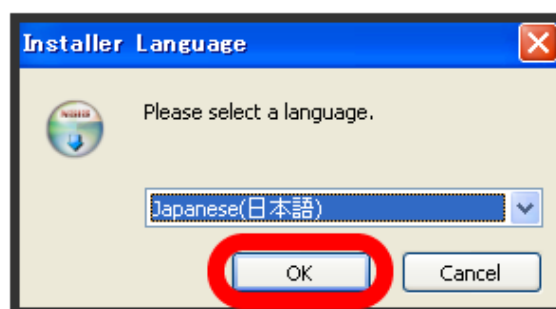 Installer Language
Please select a language.
Japanese(日本語)
OK
Cancel